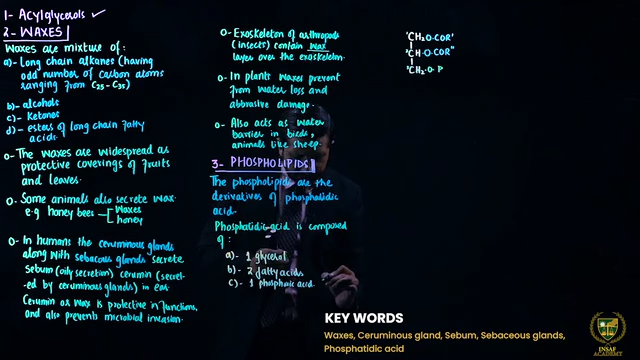 1- Acylglycerols ✓
2- WAXES
Waxes are mixture of:
a)- Long chain alkanes (having
odd number of carbon atoms
ranging from C25-C35)
b)- alcohols
c)- Ketones
d)- esters of long chain fatty
acids.
o- The waxes are widespread as
protective coverings of fruits
and leaves.
o- Some animals also secrete wax
e.g honey bees
Waxes
honey
o- In humans the ceruminous glands
along with sebaceous glands secrete
Sebum (oily secretion) cerumin (secret-
-ed by ceruminous glands) in ear.
Cerumin or wax is protective in functions
and also prevents microbial invasion.
o- Exoskeleton of arthropods
(insects) contain wax
layer over the exoskeleton.
o- In plants waxes prevent
from water loss and
abbrasive damage.
o- Also acts as water
barrier in birds,
animals like sheep.
3- PHOSPHOLIPIDS
The phospholipids are the
derivatives of phosphatidic
acid.
Phosphatidic acid is composed
of:
a)- 1 glycerol
b)- 2 fatty acids
c)- 1 phosphoric acid.
¹CH₂O-COR'
²CH-O-COR"
³CH₂-O-P
KEY WORDS
Waxes, Ceruminous gland, Sebum, Sebaceous glands,
Phosphatidic acid
INSAF
ACADEMY